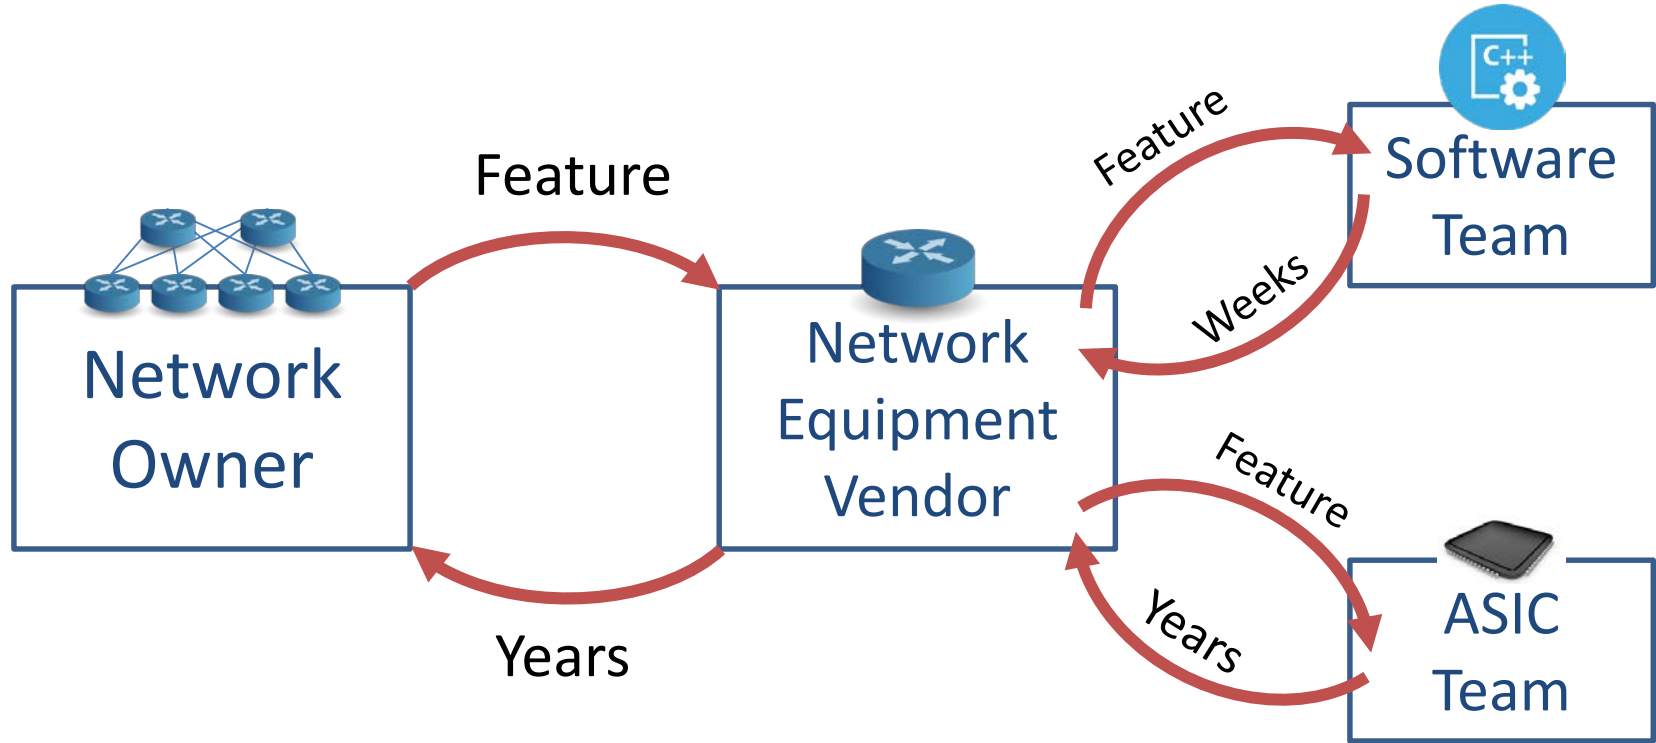 Feature
Network
Owner
Years
Network
Equipment
Vendor
Feature
Weeks
C++
Software
Team
Feature
Years
ASIC
Team